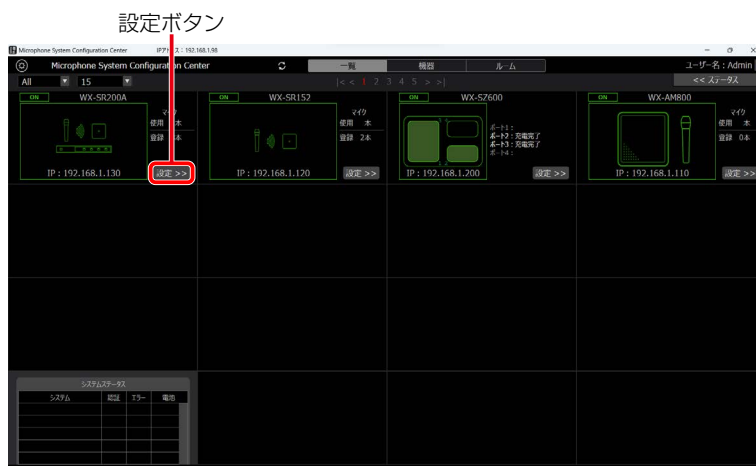 設定ボタン
Microphone System Configuration Center IPアドレス：192.168.1.98
Microphone System Configuration Center 一覧 機器 ルーム ユーザー名：Admin
All 15 |< < 1 2 3 4 5 > >| << ステータス
ON WX-SR200A ON WX-SR152 ON WX-SZ600 ON WX-AM800
マイク マイク マイク
使用 本 使用 本 ポート1： 使用 本
ポート2：充電完了
登録 本 登録 2本 ポート3：充電完了 登録 0本
ポート4：
IP：192.168.1.130 設定 >> IP：192.168.1.120 設定 >> IP：192.168.1.200 設定 >> IP：192.168.1.110 設定 >>
システムステータス
システム 認証 エラー 電池